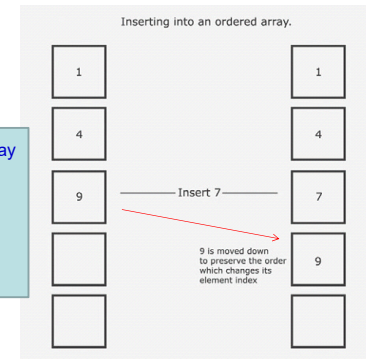 Inserting into an ordered array.
1 1
4 4
ay
9 Insert 7 7
9 is moved down
to preserve the order
which changes its
element index
9